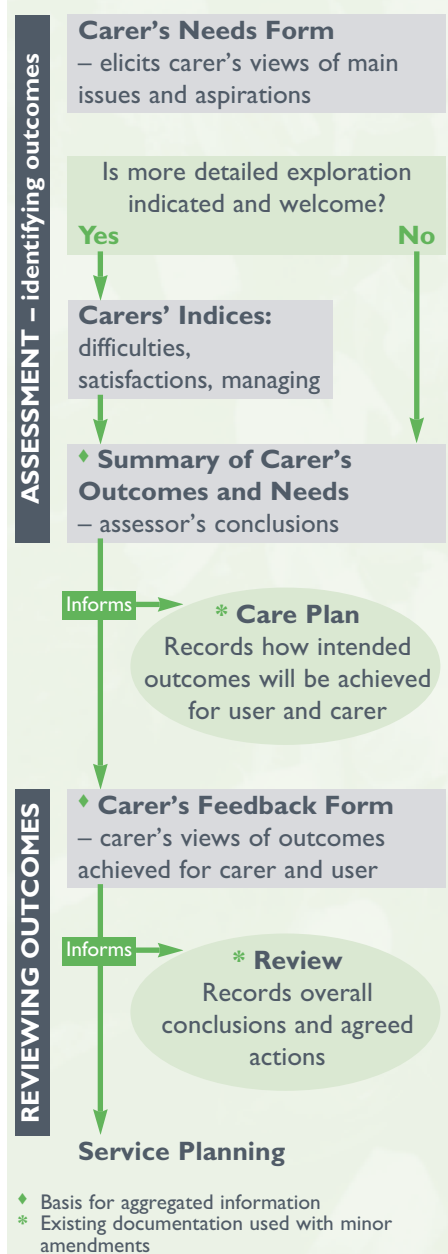 ASSESSMENT – identifying outcomes
Carer's Needs Form
– elicits carer's views of main
issues and aspirations
Is more detailed exploration
indicated and welcome?
Yes
No
Carers' Indices:
difficulties,
satisfactions, managing
♦ Summary of Carer's
Outcomes and Needs
– assessor's conclusions
Informs
* Care Plan
Records how intended
outcomes will be achieved
for user and carer
REVIEWING OUTCOMES
♦ Carer's Feedback Form
– carer's views of outcomes
achieved for carer and user
Informs
* Review
Records overall
conclusions and agreed
actions
Service Planning
♦ Basis for aggregated information
* Existing documentation used with minor
amendments